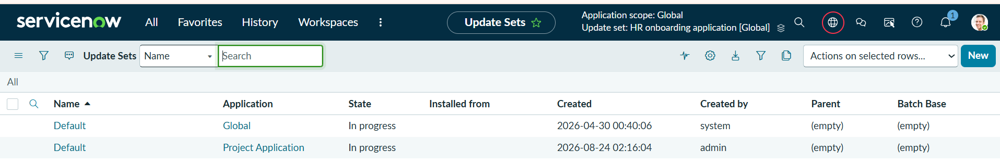 servicenow All Favorites History Workspaces Update Sets Application scope: Global
Update set: HR onboarding application [Global] 1
Update Sets Name Search Actions on selected rows... New
All
Name Application State Installed from Created Created by Parent Batch Base
Default Global In progress 2026-04-30 00:40:06 system (empty) (empty)
Default Project Application In progress 2026-08-24 02:16:04 admin (empty) (empty)